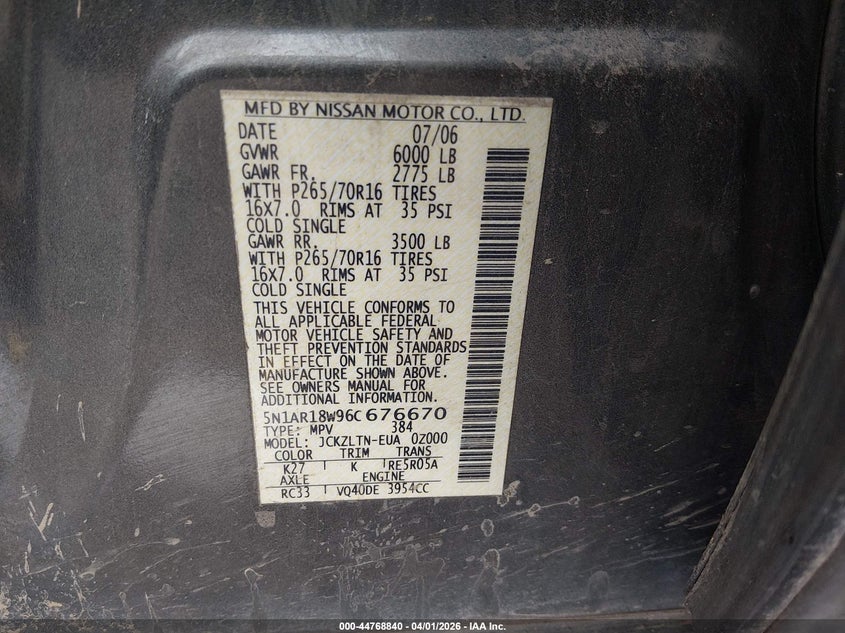 MFD BY NISSAN MOTOR CO., LTD.
DATE 07/06
GVWR 6000 LB
GAWR FR. 2775 LB
WITH P265/70R16 TIRES
16X7.0 RIMS AT 35 PSI
COLD SINGLE
GAWR RR. 3500 LB
WITH P265/70R16 TIRES
16X7.0 RIMS AT 35 PSI
COLD SINGLE
THIS VEHICLE CONFORMS TO
ALL APPLICABLE FEDERAL
MOTOR VEHICLE SAFETY AND
THEFT PREVENTION STANDARDS
IN EFFECT ON THE DATE OF
MANUFACTURE SHOWN ABOVE.
SEE OWNERS MANUAL FOR
ADDITIONAL INFORMATION.
5N1AR18W96C676670
TYPE: MPV 384
MODEL: JCKZLTN-EUA 0Z000
COLOR TRIM TRANS
K27 K RE5R05A
AXLE ENGINE
RC33 VQ40DE 3954CC
000-44768840 - 04/01/2026 - IAA Inc.